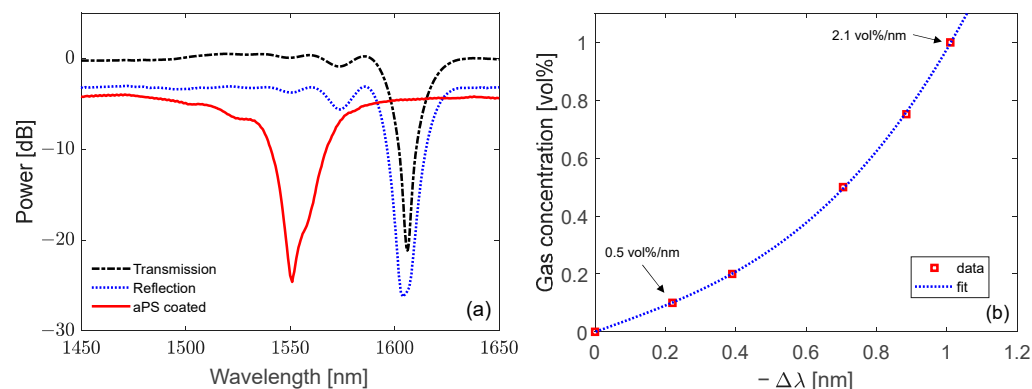 0
−10
−20
−30
Power [dB]
Transmission
Reflection
aPS coated
(a)
1450
1500
1550
1600
1650
Wavelength [nm]
1
0.8
0.6
0.4
0.2
0
Gas concentration [vol%]
2.1 vol%/nm
0.5 vol%/nm
data
fit
(b)
0
0.2
0.4
0.6
0.8
1
1.2
− Δλ [nm]